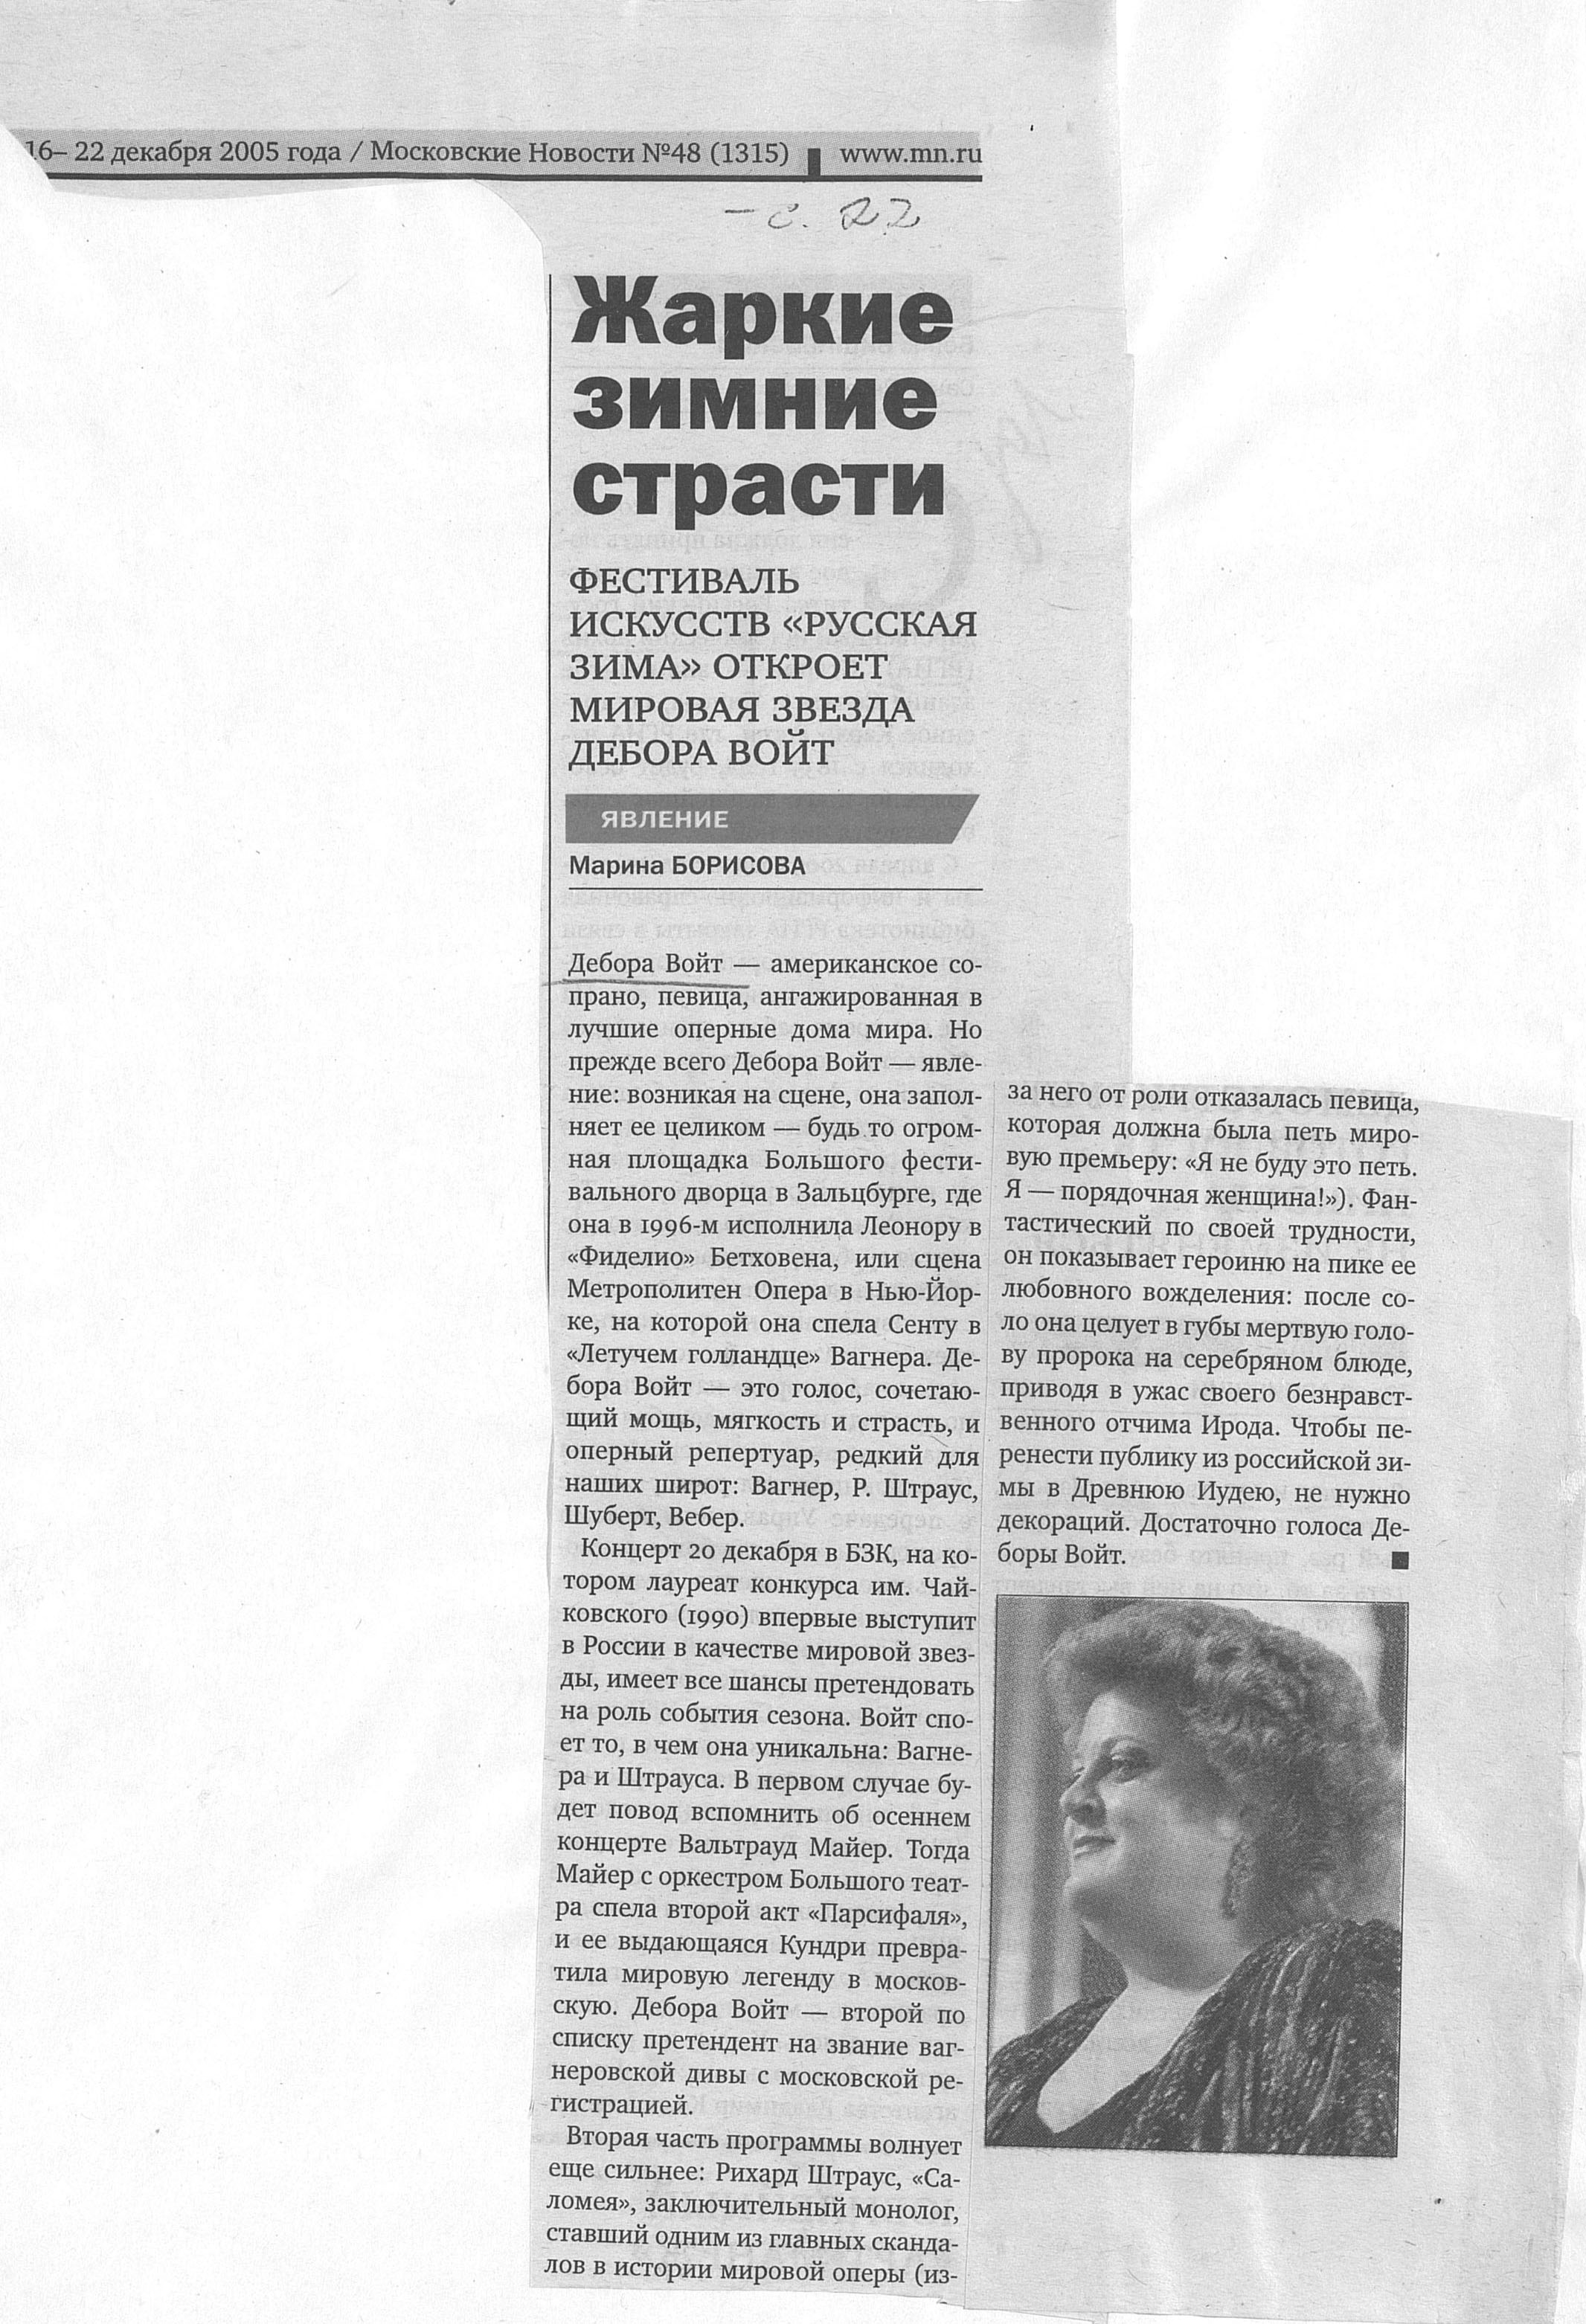 16– 22 декабря 2005 года / Московские Новости №48 (1315) www.mn.ru
– с. 22
Жаркие
зимние
страсти
ФЕСТИВАЛЬ
ИСКУССТВ «РУССКАЯ
ЗИМА» ОТКРОЕТ
МИРОВАЯ ЗВЕЗДА
ДЕБОРА ВОЙТ
ЯВЛЕНИЕ
Марина БОРИСОВА
Дебора Войт — американское со-
прано, певица, ангажированная в
лучшие оперные дома мира. Но
прежде всего Дебора Войт — явле-
ние: возникая на сцене, она запол-
няет ее целиком — будь то огром-
ная площадка Большого фести-
вального дворца в Зальцбурге, где
она в 1996-м исполнила Леонору в
«Фиделио» Бетховена, или сцена
Метрополитен Опера в Нью-Йор-
ке, на которой она спела Сенту в
«Летучем голландце» Вагнера. Де-
бора Войт — это голос, сочетаю-
щий мощь, мягкость и страсть, и
оперный репертуар, редкий для
наших широт: Вагнер, Р. Штраус,
Шуберт, Вебер.
Концерт 20 декабря в БЗК, на ко-
тором лауреат конкурса им. Чай-
ковского (1990) впервые выступит
в России в качестве мировой звез-
ды, имеет все шансы претендовать
на роль события сезона. Войт спо-
ет то, в чем она уникальна: Вагне-
ра и Штрауса. В первом случае бу-
дет повод вспомнить об осеннем
концерте Вальтрауд Майер. Тогда
Майер с оркестром Большого теат-
ра спела второй акт «Парсифаля»,
и ее выдающаяся Кундри превра-
тила мировую легенду в москов-
скую. Дебора Войт — второй по
списку претендент на звание ваг-
неровской дивы с московской ре-
гистрацией.
Вторая часть программы волнует
еще сильнее: Рихард Штраус, «Са-
ломея», заключительный монолог,
ставший одним из главных сканда-
лов в истории мировой оперы (из-
за него от роли отказалась певица,
которая должна была петь миро-
вую премьеру: «Я не буду это петь.
Я — порядочная женщина!»). Фан-
тастический по своей трудности,
он показывает героиню на пике ее
любовного вожделения: после со-
ло она целует в губы мертвую голо-
ву пророка на серебряном блюде,
приводя в ужас своего безнравст-
венного отчима Ирода. Чтобы пе-
ренести публику из российской зи-
мы в Древнюю Иудею, не нужно
декораций. Достаточно голоса Де-
боры Войт.